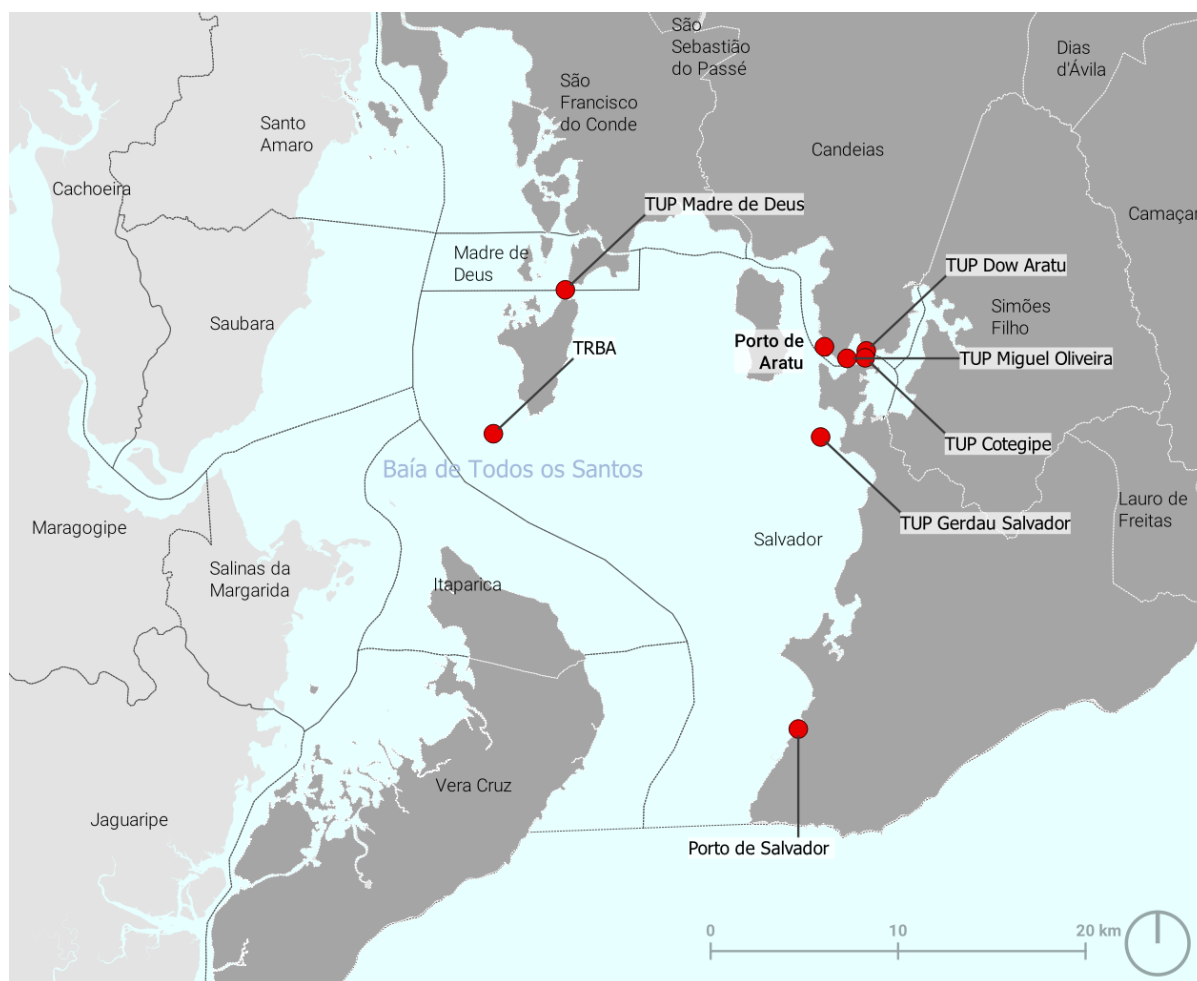 São
Sebastião
do Passé
Dias
d'Ávila
São
Francisco
do Conde
Santo
Amaro
Candeias
Cachoeira
TUP Madre de Deus
Camaçar
Madre de
Deus
TUP Dow Aratu
Simões
Filho
Saubara
TRBA
Porto de
Aratu
TUP Miguel Oliveira
TUP Cotegipe
Baía de Todos os Santos
Lauro de
Freitas
Maragogipe
TUP Gerdau Salvador
Salvador
Salinas da
Margarida
Itaparica
Vera Cruz
Jaguaripe
Porto de Salvador
0 10 20 km